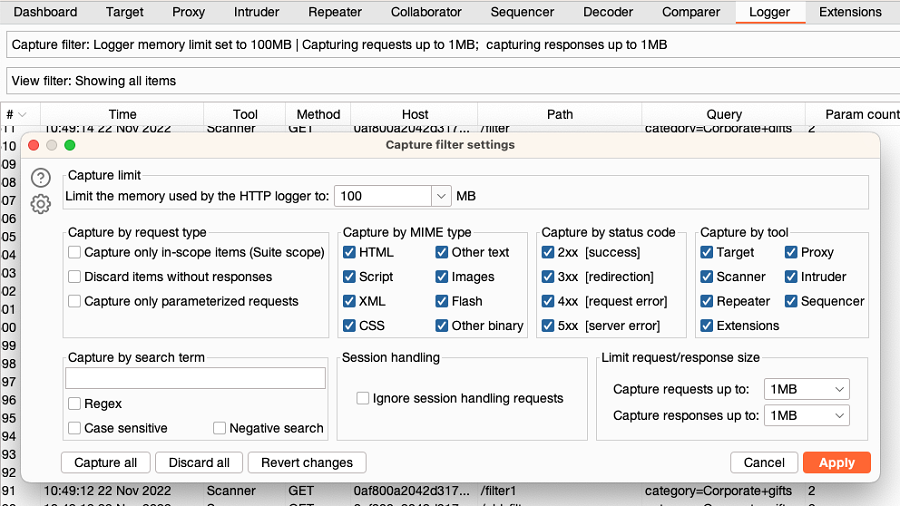 Dashboard Target Proxy Intruder Repeater Collaborator Sequencer Decoder Comparer Logger Extensions
Capture filter: Logger memory limit set to 100MB | Capturing requests up to 1MB; capturing responses up to 1MB
View filter: Showing all items
# Time Tool Method Host Path Query Param count
11 10:49:14 22 Nov 2022 Scanner GET 0af800a2042d317... /filter category=Corporate+gifts 2
10
Capture filter settings
09
08
Capture limit
07
Limit the memory used by the HTTP logger to: 100 MB
06
05
Capture by request type Capture by MIME type Capture by status code Capture by tool
04
Capture only in-scope items (Suite scope) HTML Other text 2xx [success] Target Proxy
03
Discard items without responses Script Images 3xx [redirection] Scanner Intruder
02
01
Capture only parameterized requests XML Flash 4xx [request error] Repeater Sequencer
00
CSS Other binary 5xx [server error] Extensions
99
98
Capture by search term Session handling Limit request/response size
97
Capture requests up to: 1MB
96
Regex Ignore session handling requests
95
Capture responses up to: 1MB
94
Case sensitive Negative search
93
Capture all Discard all Revert changes Cancel Apply
92
91 10:49:12 22 Nov 2022 Scanner GET 0af800a2042d317... /filter1 category=Corporate+gifts 2